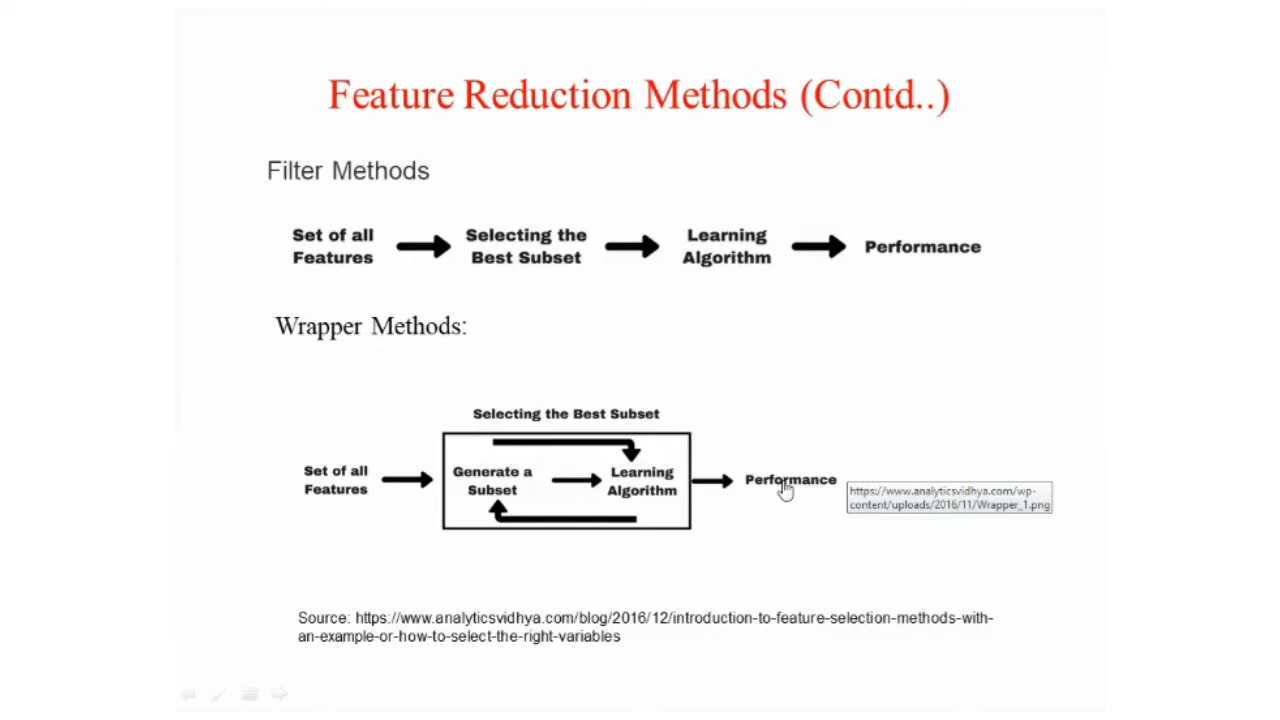 Feature Reduction Methods (Contd..)
Filter Methods
Set of all Features
Selecting the Best Subset
Learning Algorithm
Performance
Wrapper Methods:
Selecting the Best Subset
Set of all Features
Generate a Subset
Learning Algorithm
Performance
https://www.analyticsvidhya.com/wp-
content/uploads/2016/11/Wrapper_1.png
Source: https://www.analyticsvidhya.com/blog/2016/12/introduction-to-feature-selection-methods-with-
an-example-or-how-to-select-the-right-variables